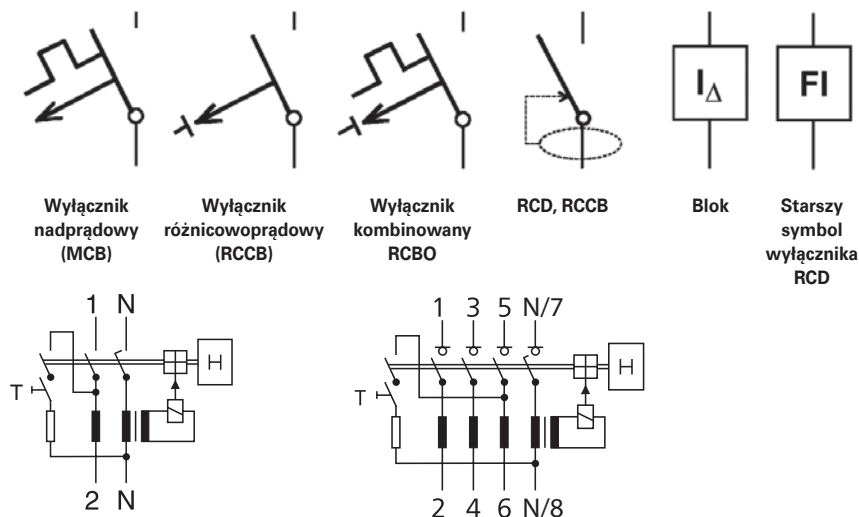 I∆
FI
Wyłącznik
nadprądowy
(MCB)
Wyłącznik
różnicowoprądowy
(RCCB)
Wyłącznik
kombinowany
RCBO
RCD, RCCB
Blok
Starszy
symbol
wyłącznika
RCD
1 N
H
T
2 N
1 3 5 N/7
H
T
2 4 6 N/8